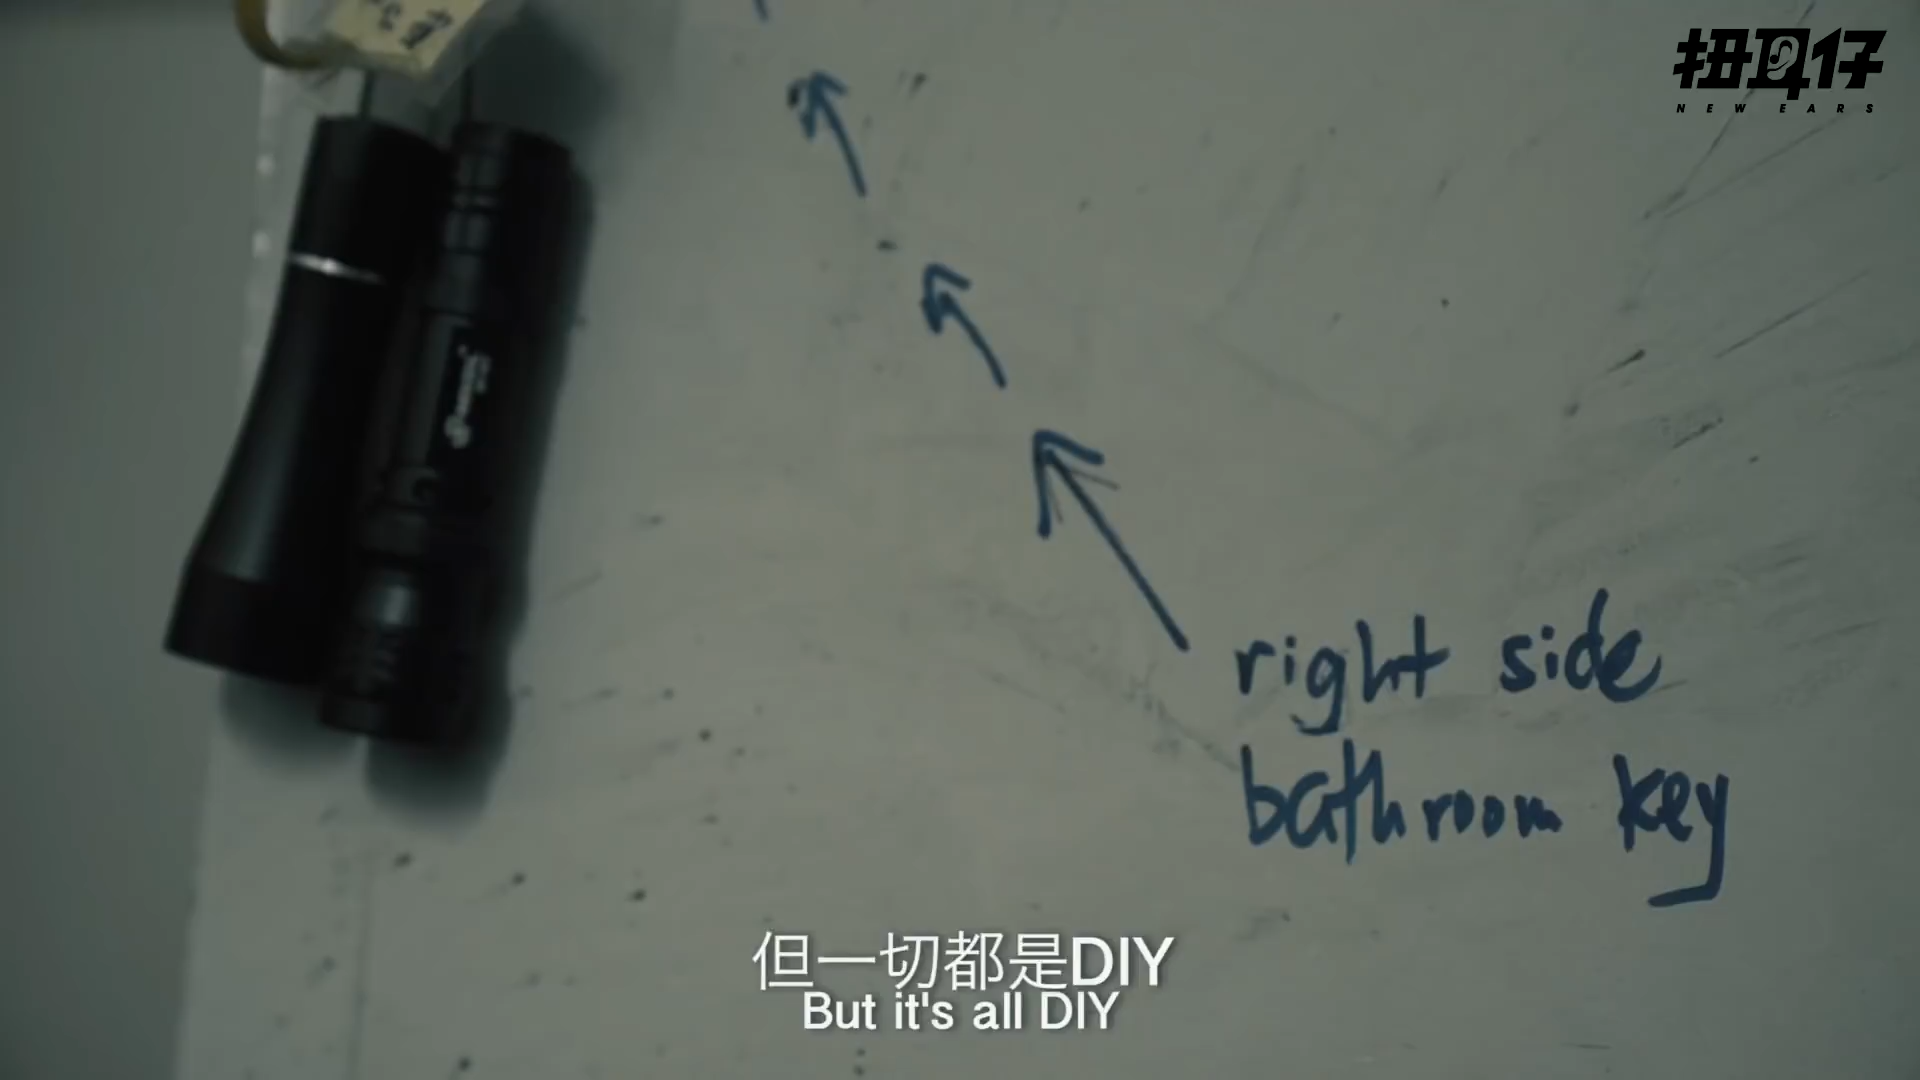 扭耳仔
NEW EARS
right side
bathroom key
但一切都是DIY
But it's all DIY